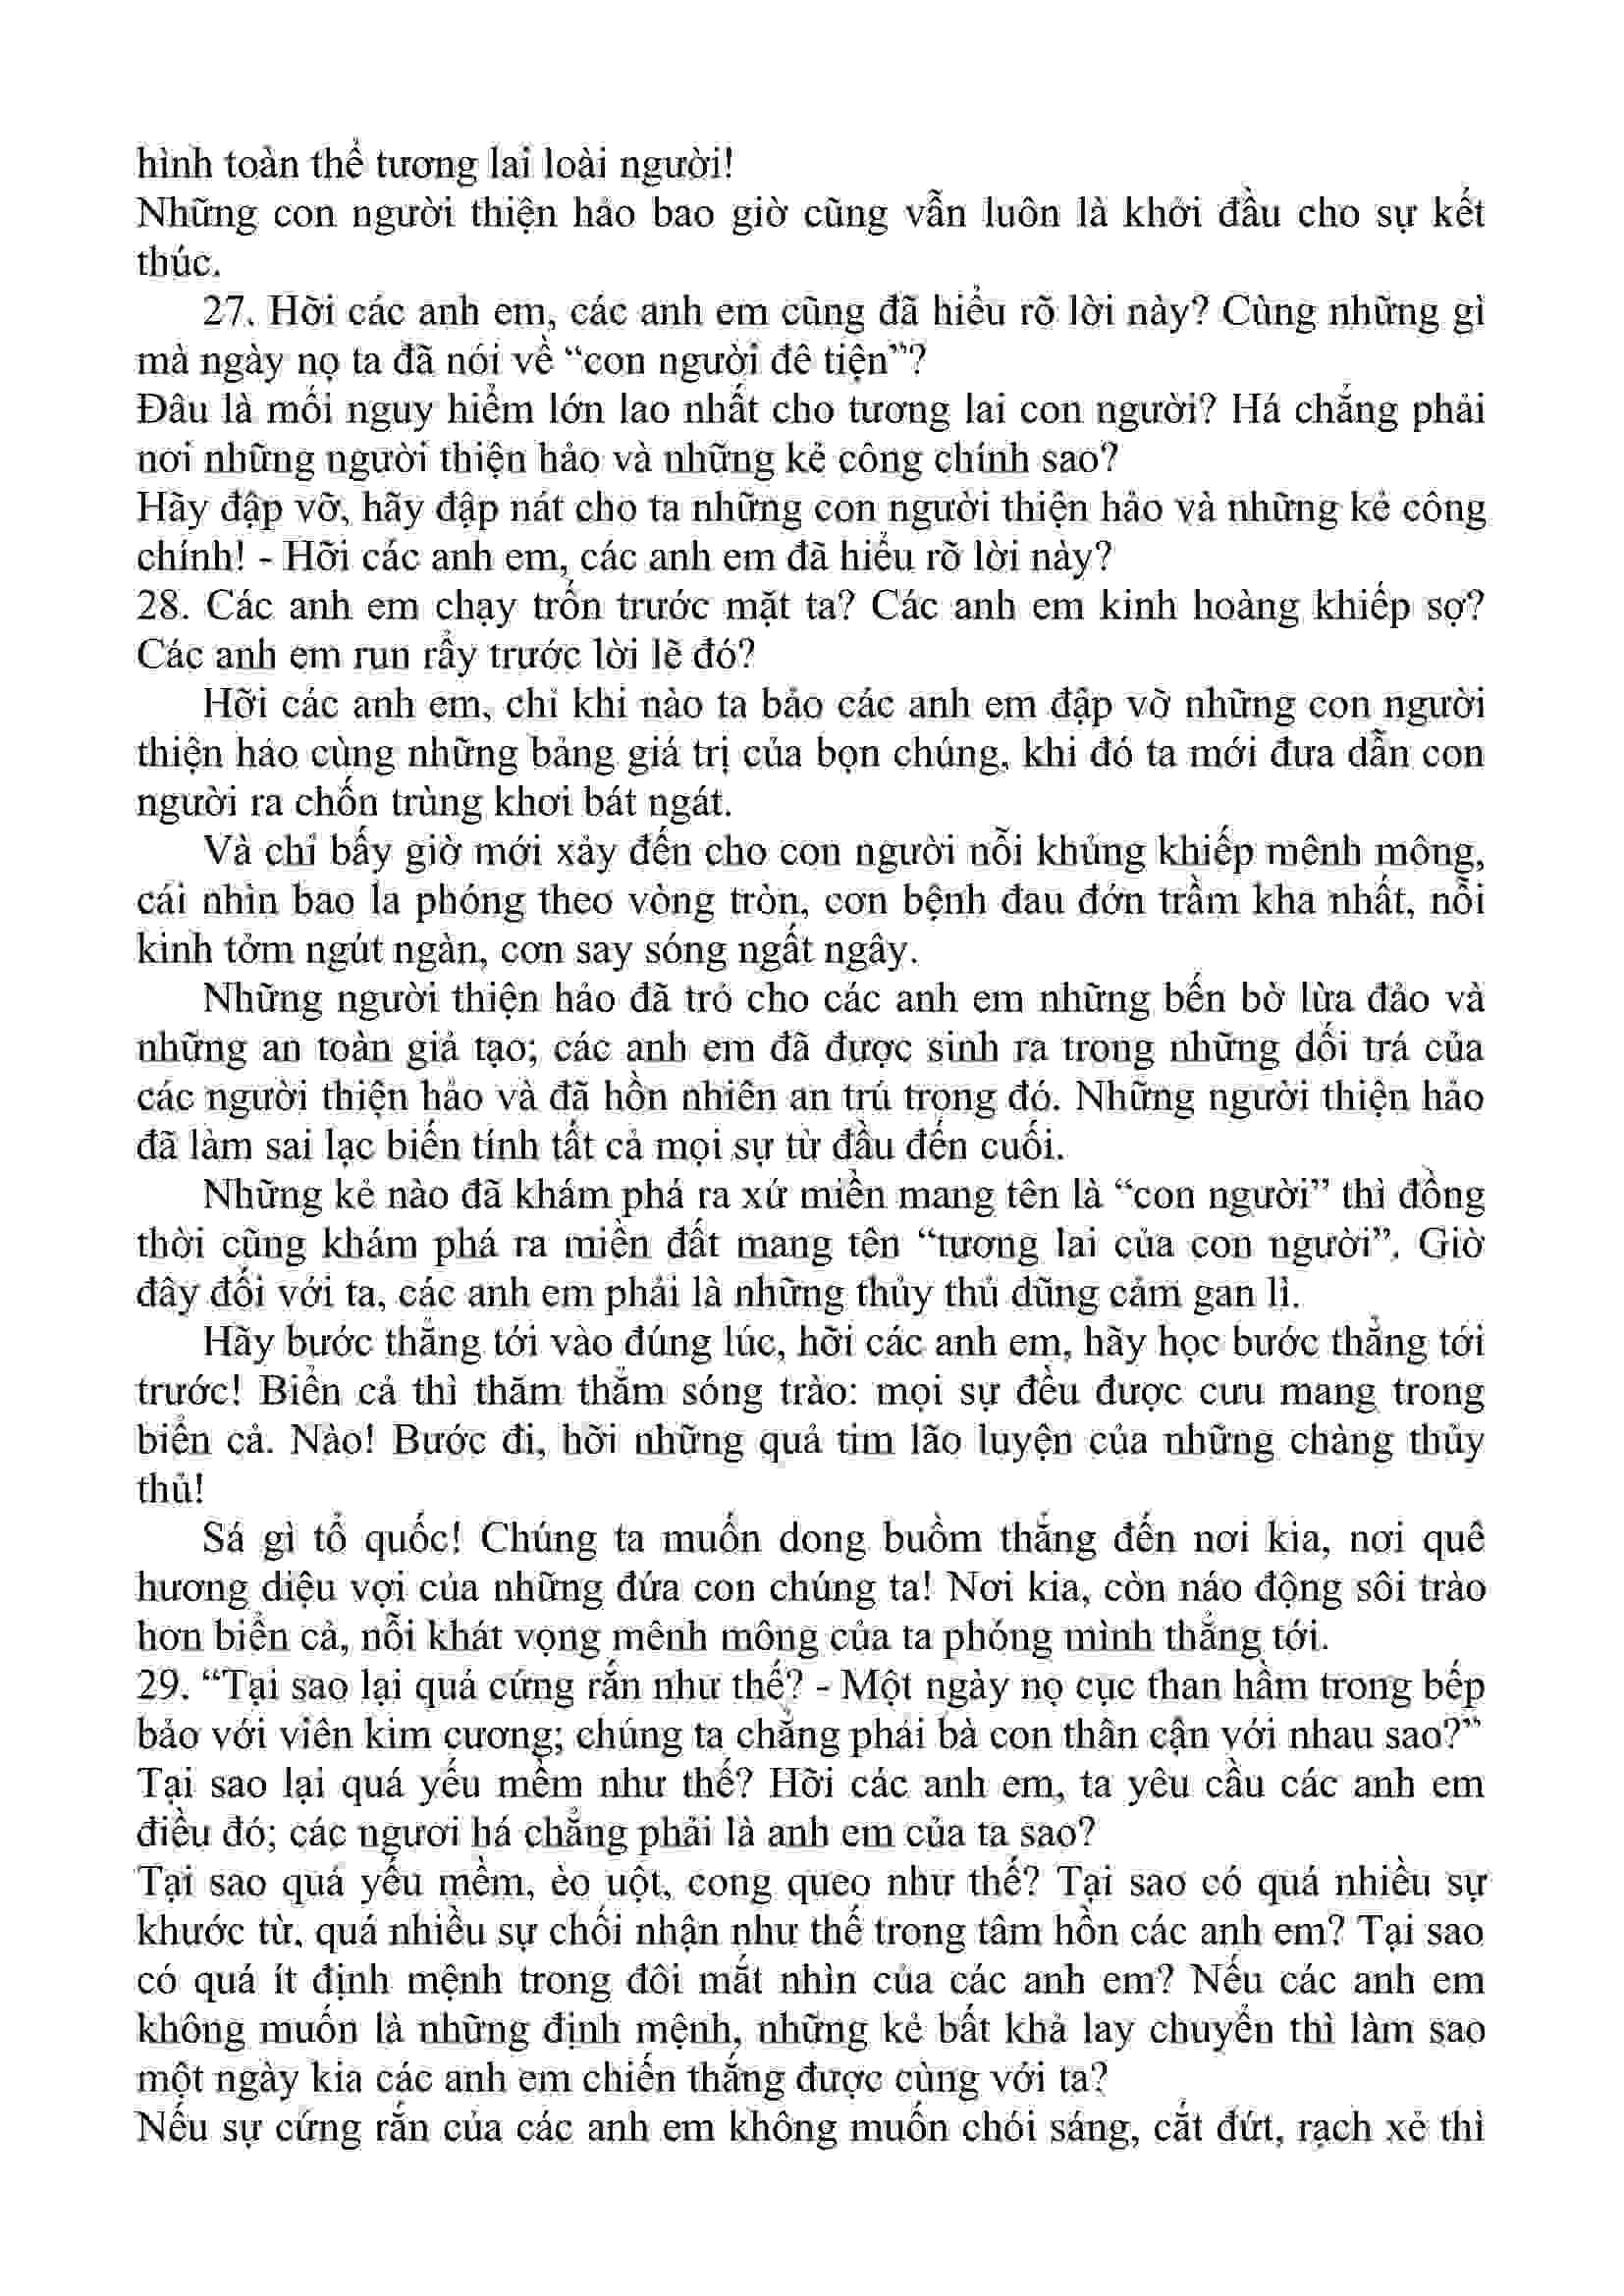 hình toàn thể tương lai loài người!
Những con người thiện hảo bao giờ cũng vẫn luôn là khởi đầu cho sự kết
thúc.
27. Hỡi các anh em, các anh em cũng đã hiểu rõ lời này? Cùng những gì
mà ngày nọ ta đã nói về “con người đê tiện”?
Đâu là mối nguy hiểm lớn lao nhất cho tương lai con người? Há chẳng phải
nơi những người thiện hảo và những kẻ công chính sao?
Hãy đập vỡ, hãy đập nát cho ta những con người thiện hảo và những kẻ công
chính! - Hỡi các anh em, các anh em đã hiểu rõ lời này?
28. Các anh em chạy trốn trước mặt ta? Các anh em kinh hoàng khiếp sợ?
Các anh em run rẩy trước lời lẽ đó?
Hỡi các anh em, chỉ khi nào ta bảo các anh em đập vỡ những con người
thiện hảo cùng những bảng giá trị của bọn chúng, khi đó ta mới đưa dẫn con
người ra chốn trùng khơi bát ngát.
Và chỉ bấy giờ mới xảy đến cho con người nỗi khủng khiếp mênh mông,
cái nhìn bao la phóng theo vòng tròn, cơn bệnh đau đớn trầm kha nhất, nỗi
kinh tởm ngút ngàn, cơn say sóng ngất ngây.
Những người thiện hảo đã trỏ cho các anh em những bến bờ lừa đảo và
những an toàn giả tạo; các anh em đã được sinh ra trong những dối trá của
các người thiện hảo và đã hồn nhiên an trú trong đó. Những người thiện hảo
đã làm sai lạc biến tính tất cả mọi sự từ đầu đến cuối.
Những kẻ nào đã khám phá ra xứ miền mang tên là “con người” thì đồng
thời cũng khám phá ra miền đất mang tên “tương lai của con người”. Giờ
đây đối với ta, các anh em phải là những thủy thủ dũng cảm gan lì.
Hãy bước thẳng tới vào đúng lúc, hỡi các anh em, hãy học bước thẳng tới
trước! Biển cả thì thăm thẳm sóng trào: mọi sự đều được cưu mang trong
biển cả. Nào! Bước đi, hỡi những quả tim lão luyện của những chàng thủy
thủ!
Sá gì tổ quốc! Chúng ta muốn dong buồm thẳng đến nơi kia, nơi quê
hương diệu vợi của những đứa con chúng ta! Nơi kia, còn náo động sôi trào
hơn biển cả, nỗi khát vọng mênh mông của ta phóng mình thẳng tới.
29. “Tại sao lại quá cứng rắn như thế? - Một ngày nọ cục than hầm trong bếp
bảo với viên kim cương; chúng ta chẳng phải bà con thân cận với nhau sao?”
Tại sao lại quá yếu mềm như thế? Hỡi các anh em, ta yêu cầu các anh em
điều đó; các ngươi há chẳng phải là anh em của ta sao?
Tại sao quá yếu mềm, èo uột, cong queo như thế? Tại sao có quá nhiều sự
khước từ, quá nhiều sự chối nhận như thế trong tâm hồn các anh em? Tại sao
có quá ít định mệnh trong đôi mắt nhìn của các anh em? Nếu các anh em
không muốn là những định mệnh, những kẻ bất khả lay chuyển thì làm sao
một ngày kia các anh em chiến thắng được cùng với ta?
Nếu sự cứng rắn của các anh em không muốn chói sáng, cắt đứt, rạch xẻ thì